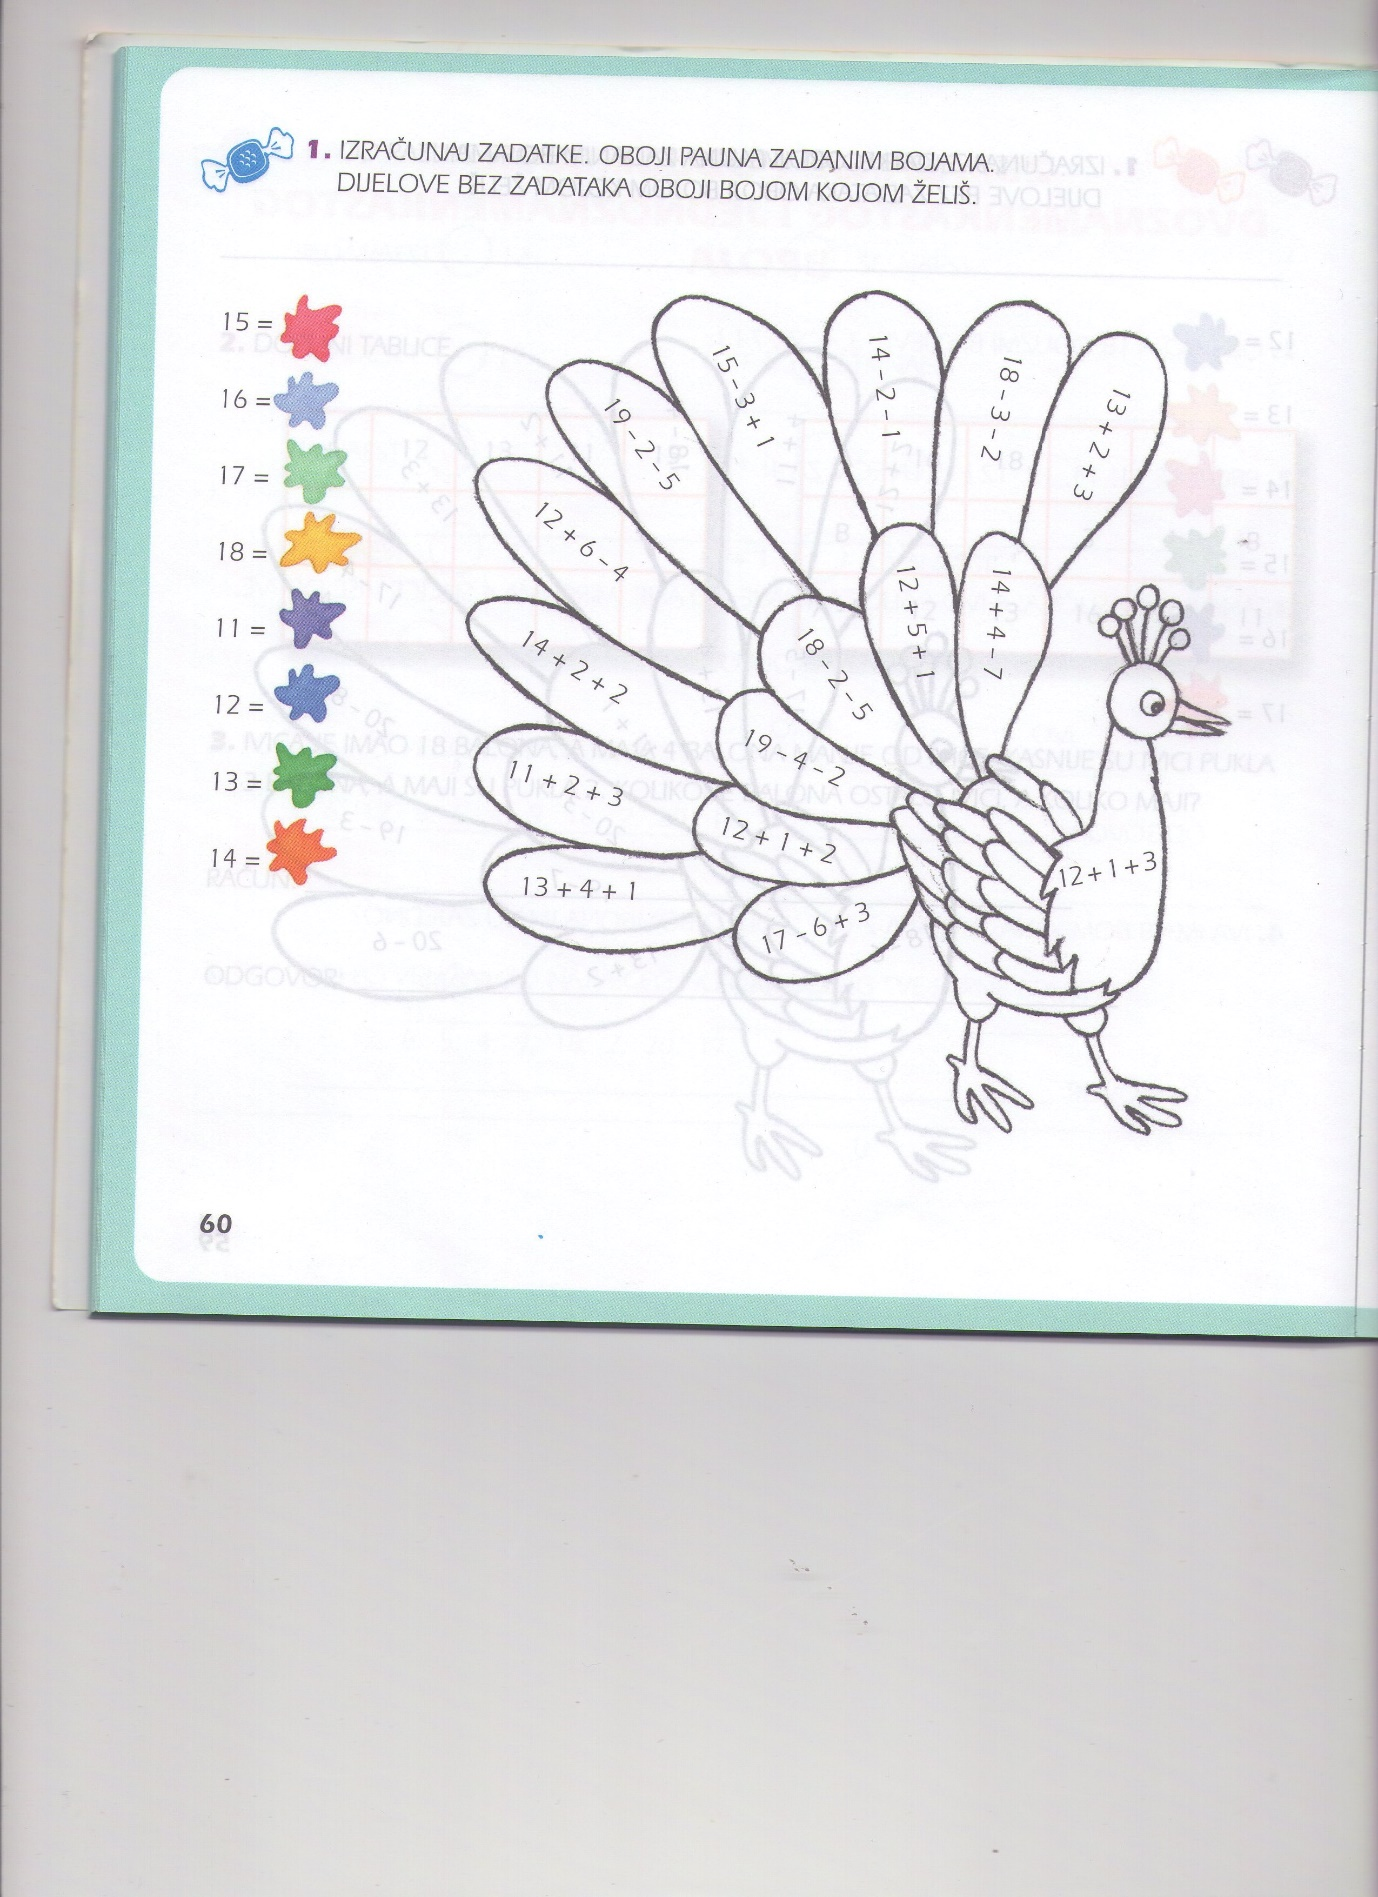 1. IZRAČUNAJ ZADATKE. OBOJI PAUNA ZADANIM BOJAMA.
DIJELOVE BEZ ZADATAKA OBOJI BOJOM KOJOM ŽELIŠ.
15 =
16 =
17 =
18 =
11 =
12 =
13 =
14 =
13 + 2 + 3
18 - 3 - 2
14 - 2 - 1
15 - 3 + 1
19 - 2 - 5
12 + 6 - 4
14 + 2 + 2
11 + 2 + 3
13 + 4 + 1
14 + 4 - 7
12 + 5 + 1
18 - 2 - 5
19 - 4 - 2
12 + 1 + 2
17 - 6 + 3
12 + 1 + 3
60